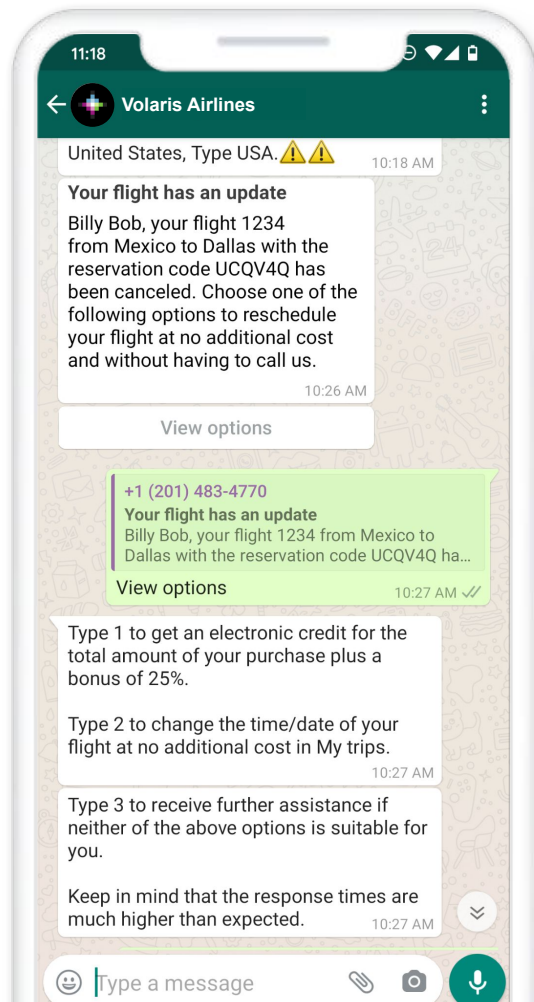 11:18
Volaris Airlines
United States, Type USA.⚠️⚠️
10:18 AM
Your flight has an update
Billy Bob, your flight 1234
from Mexico to Dallas with the
reservation code UCQV4Q has
been canceled. Choose one of the
following options to reschedule
your flight at no additional cost
and without having to call us.
10:26 AM
View options
+1 (201) 483-4770
Your flight has an update
Billy Bob, your flight 1234 from Mexico to
Dallas with the reservation code UCQV4Q ha...
View options
10:27 AM
Type 1 to get an electronic credit for the
total amount of your purchase plus a
bonus of 25%.
Type 2 to change the time/date of your
flight at no additional cost in My trips.
10:27 AM
Type 3 to receive further assistance if
neither of the above options is suitable for
you.
Keep in mind that the response times are
much higher than expected.
10:27 AM
Type a message